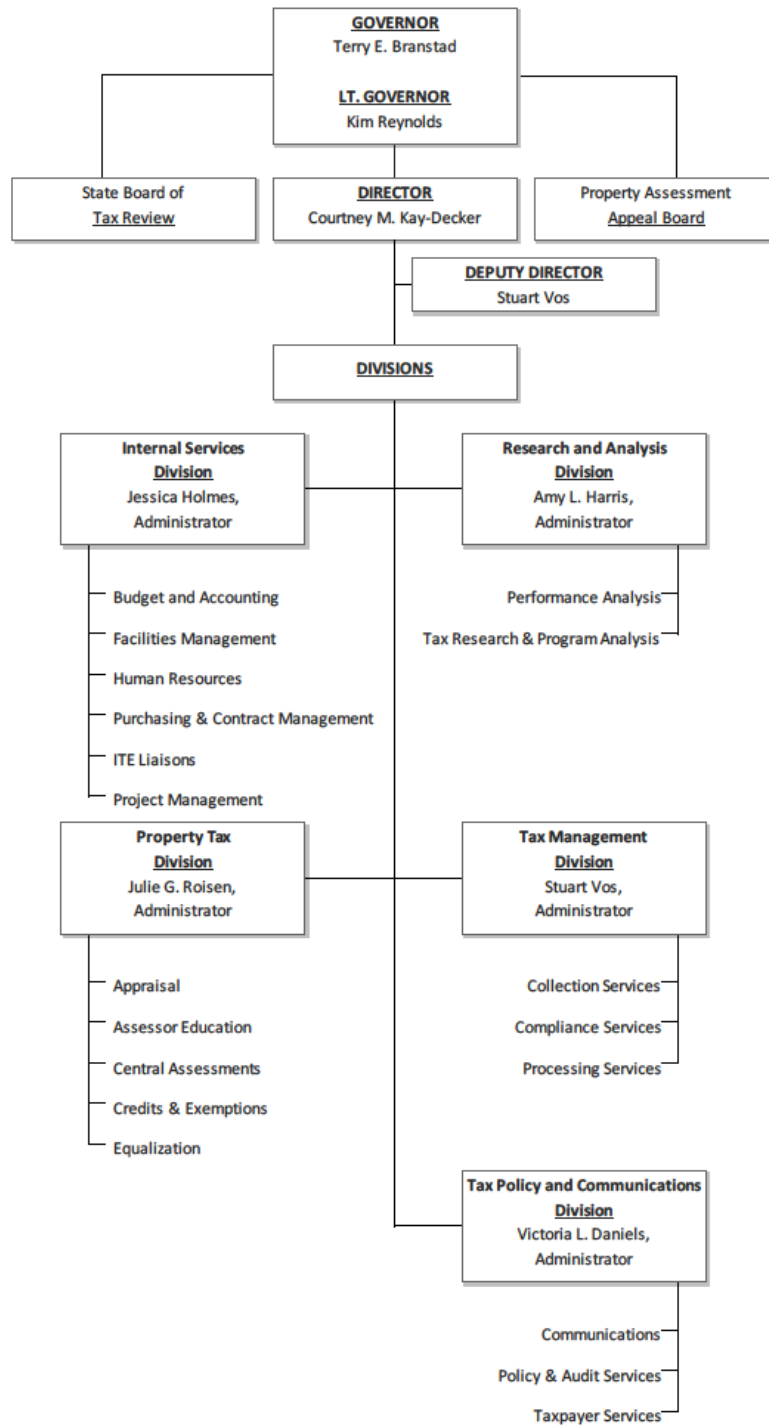 GOVERNOR
Terry E. Branstad
LT. GOVERNOR
Kim Reynolds
State Board of
Tax Review
DIRECTOR
Courtney M. Kay-Decker
Property Assessment
Appeal Board
DEPUTY DIRECTOR
Stuart Vos
DIVISIONS
Internal Services
Division
Jessica Holmes,
Administrator
Budget and Accounting
Facilities Management
Human Resources
Purchasing & Contract Management
ITE Liaisons
Project Management
Research and Analysis
Division
Amy L. Harris,
Administrator
Performance Analysis
Tax Research & Program Analysis
Property Tax
Division
Julie G. Roisen,
Administrator
Appraisal
Assessor Education
Central Assessments
Credits & Exemptions
Equalization
Tax Management
Division
Stuart Vos,
Administrator
Collection Services
Compliance Services
Processing Services
Tax Policy and Communications
Division
Victoria L. Daniels,
Administrator
Communications
Policy & Audit Services
Taxpayer Services